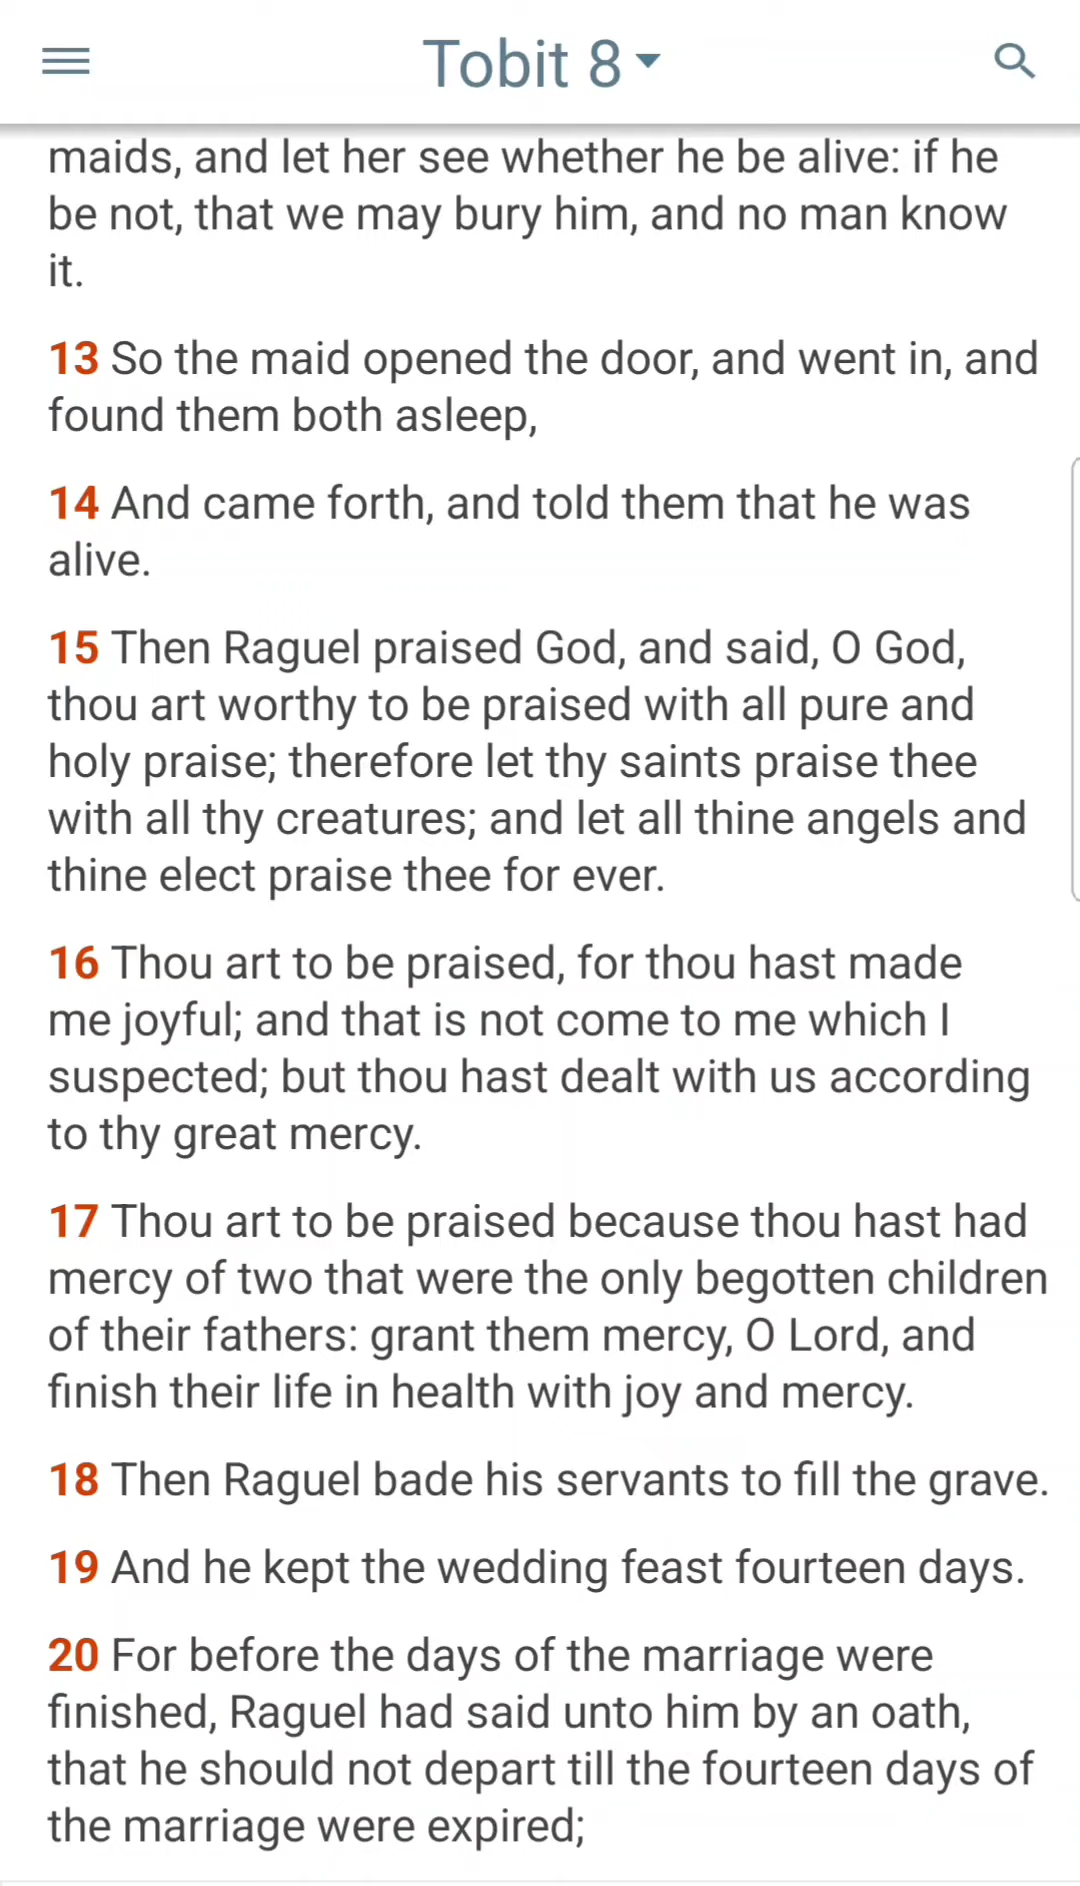 Tobit 8
maids, and let her see whether he be alive: if he
be not, that we may bury him, and no man know
it.
13 So the maid opened the door, and went in, and
found them both asleep,
14 And came forth, and told them that he was
alive.
15 Then Raguel praised God, and said, O God,
thou art worthy to be praised with all pure and
holy praise; therefore let thy saints praise thee
with all thy creatures; and let all thine angels and
thine elect praise thee for ever.
16 Thou art to be praised, for thou hast made
me joyful; and that is not come to me which I
suspected; but thou hast dealt with us according
to thy great mercy.
17 Thou art to be praised because thou hast had
mercy of two that were the only begotten children
of their fathers: grant them mercy, O Lord, and
finish their life in health with joy and mercy.
18 Then Raguel bade his servants to fill the grave.
19 And he kept the wedding feast fourteen days.
20 For before the days of the marriage were
finished, Raguel had said unto him by an oath,
that he should not depart till the fourteen days of
the marriage were expired;